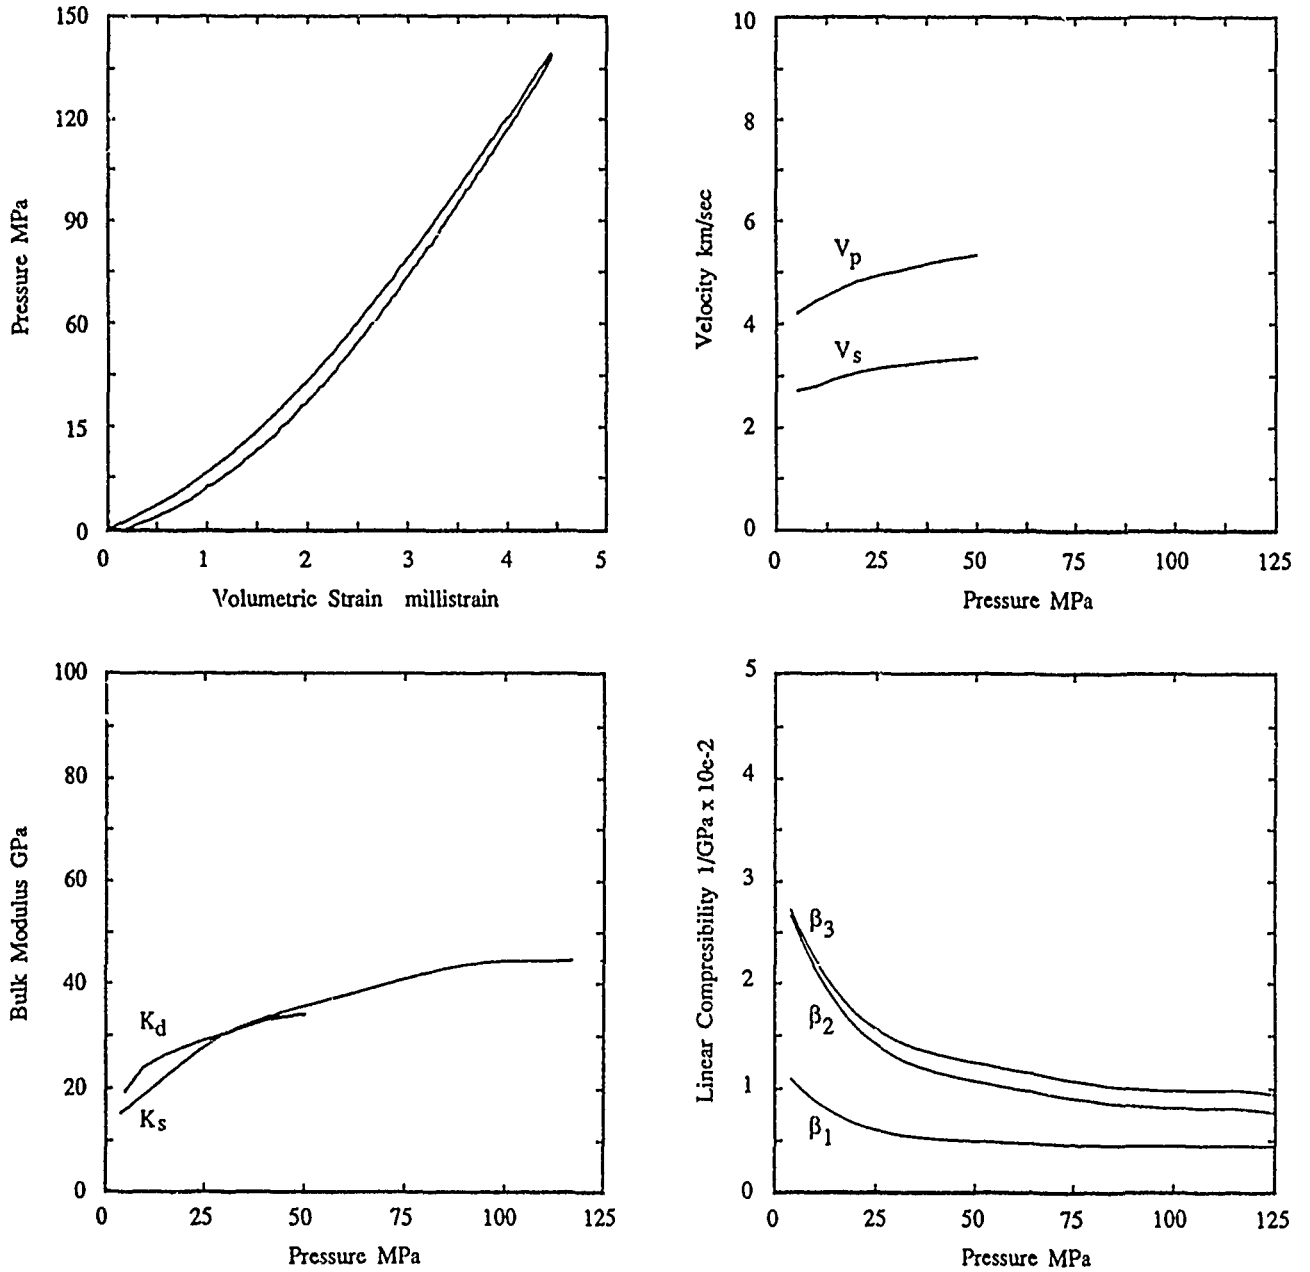 150
120
90
60
15
0
0 1 2 3 4 5
Pressure MPa
Volumetric Strain millistrain
10
8
6
4
2
0
0 25 50 75 100 125
Velocity km/sec
Pressure MPa
Vp
Vs
100
80
60
40
20
0
0 25 50 75 100 125
Bulk Modulus GPa
Pressure MPa
Kd
Ks
5
4
3
2
1
0
0 25 50 75 100 125
Linear Compresibility 1/GPa x 10e-2
Pressure MPa
β3
β2
β1